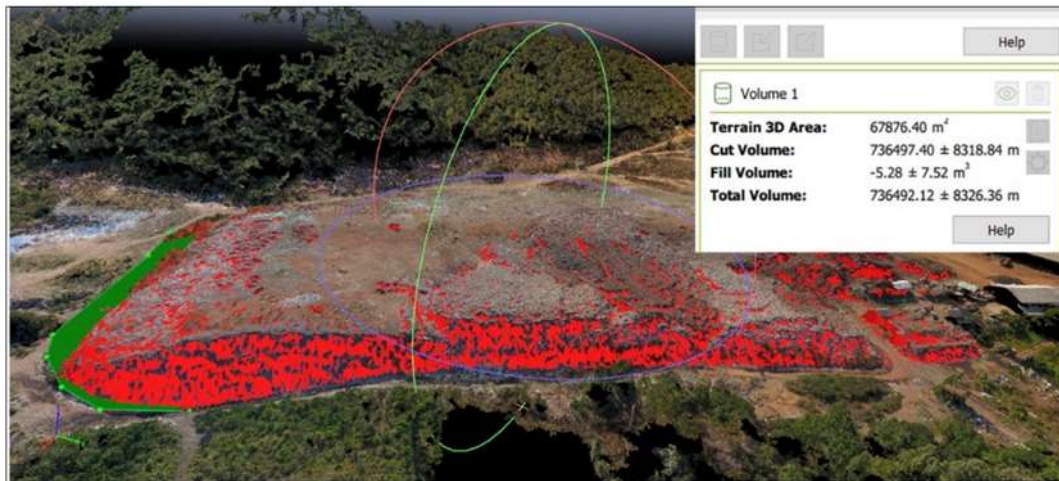 Help
Volume 1
Terrain 3D Area: 67876.40 m²
Cut Volume: 736497.40 ± 8318.84 m
Fill Volume: -5.28 ± 7.52 m³
Total Volume: 736492.12 ± 8326.36 m
Help